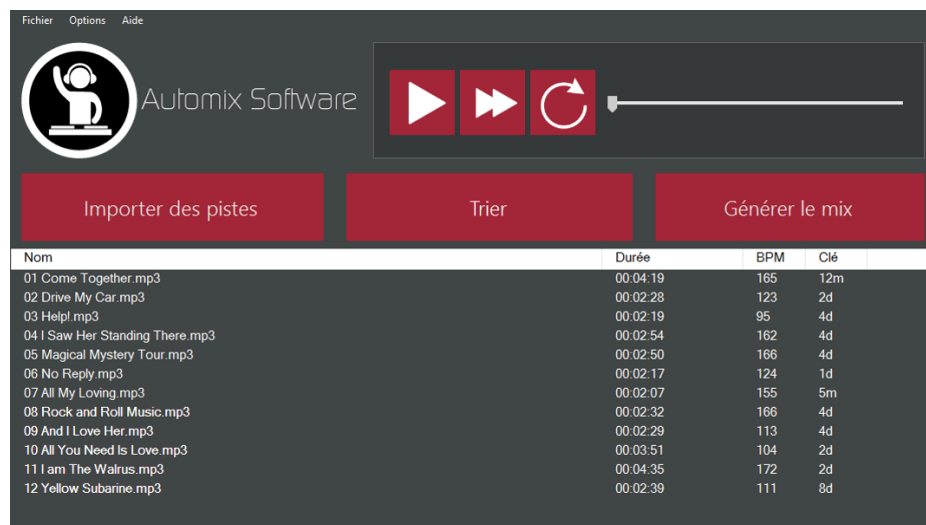 Fichier Options Aide
Automix Software
Importer des pistes Trier Générer le mix
Nom Durée BPM Clé
01 Come Together.mp3 00:04:19 165 12m
02 Drive My Car.mp3 00:02:28 123 2d
03 Help!.mp3 00:02:19 95 4d
04 I Saw Her Standing There.mp3 00:02:54 162 4d
05 Magical Mystery Tour.mp3 00:02:50 166 4d
06 No Reply.mp3 00:02:17 124 1d
07 All My Loving.mp3 00:02:07 155 5m
08 Rock and Roll Music.mp3 00:02:32 166 4d
09 And I Love Her.mp3 00:02:29 113 4d
10 All You Need Is Love.mp3 00:03:51 104 2d
11 I am The Walrus.mp3 00:04:35 172 2d
12 Yellow Subarine.mp3 00:02:39 111 8d